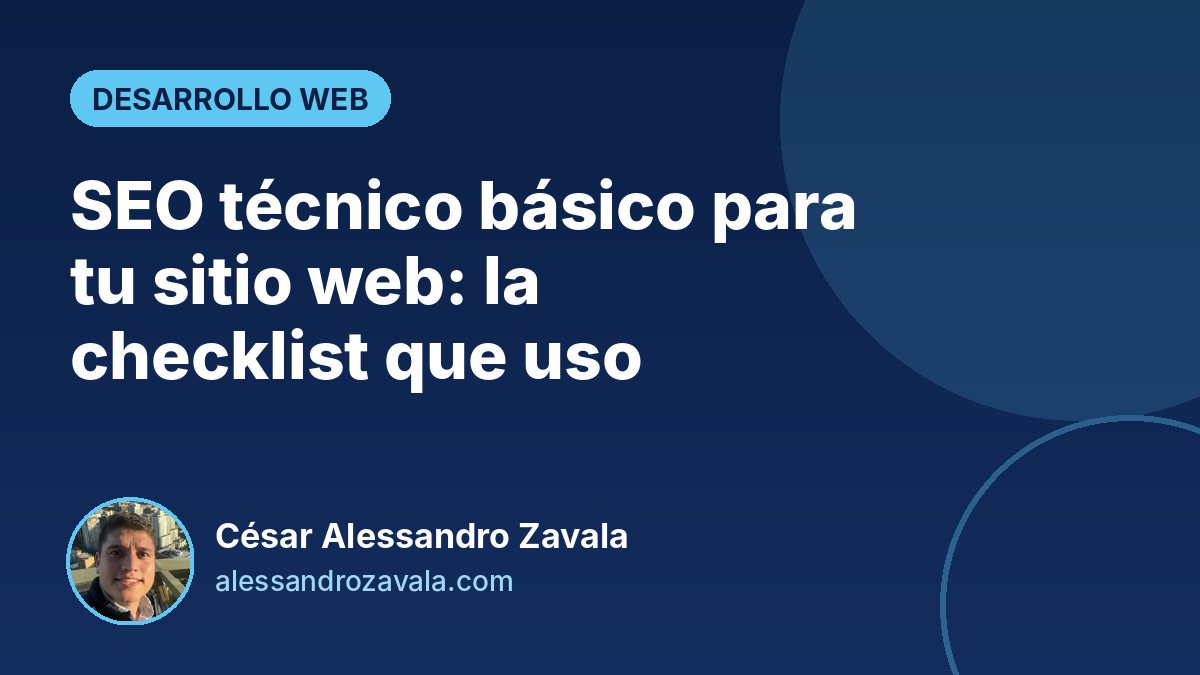 DESARROLLO WEB
SEO técnico básico para
tu sitio web: la
checklist que uso
César Alessandro Zavala
alessandrozavala.com